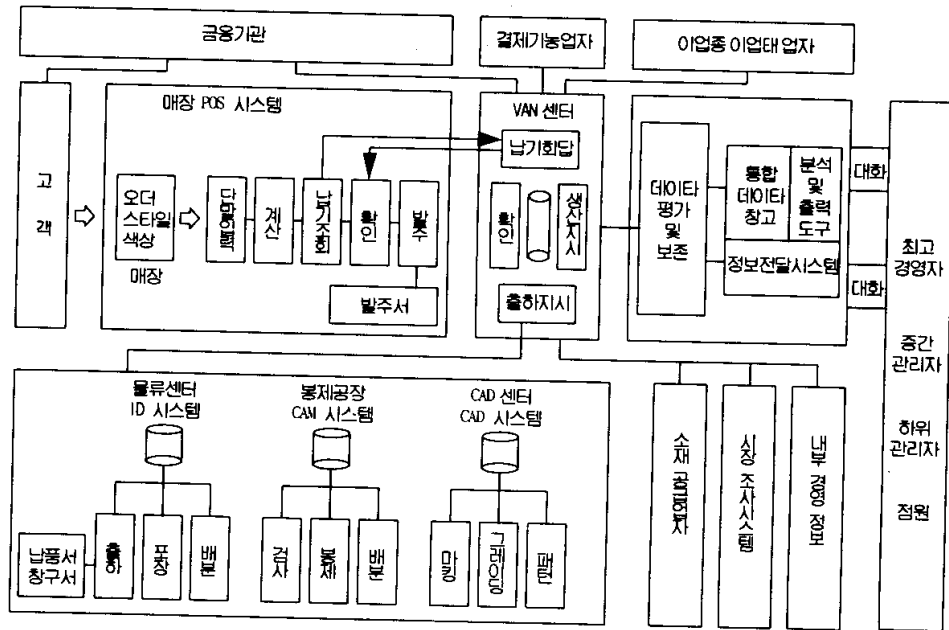 금융기관
결제기능업자
이업종 이업태 업자
고
객
매장 POS 시스템
오더
스타일
색상
매장
계산
납기조회
확인
발주
발주서
VAN 센터
납기회답
확인
생산지시
출하지시
데이타
평가
및
보존
통합
데이타
창고
분석
및
출력
도구
정보전달시스템
대화
대화
최고
경영자
중간
관리자
하위
관리자
점원
물류센터
ID 시스템
납품서
창구서
출하
포장
배분
봉제공장
CAM 시스템
검사
봉제
배분
CAD 센터
CAD 시스템
마킹
그레이딩
패턴
소재 공급업자
시장 조사시스템
내부 경영 정보